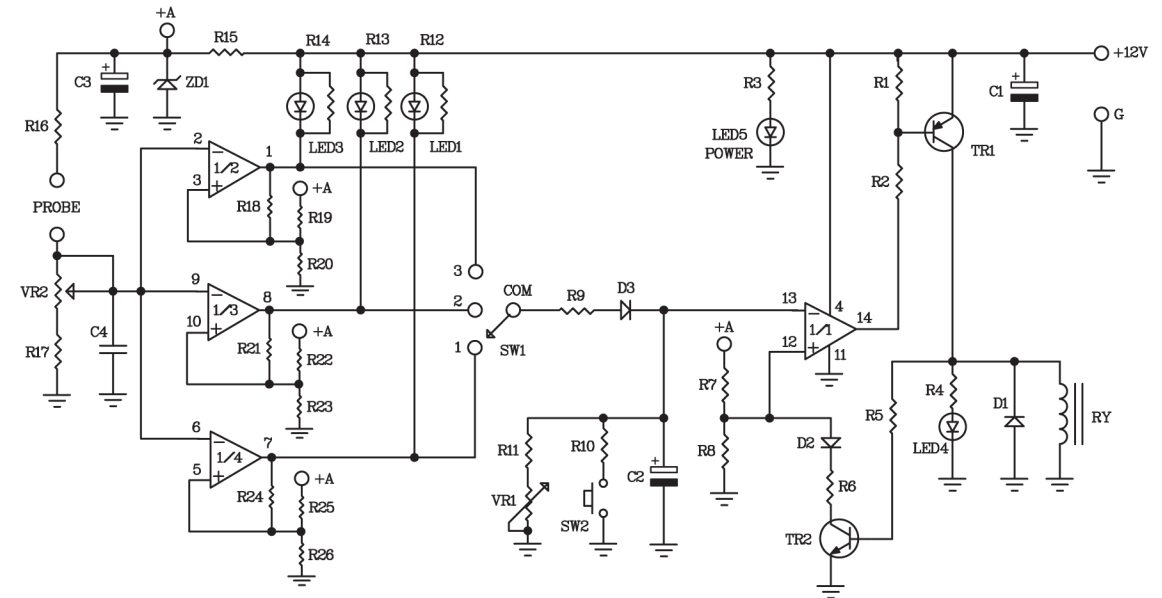 +A
R15
R14
R13
R12
+12V
+
C3
ZD1
R3
R1
+
C1
R16
LED5
POWER
G
TR1
2
1
LED3
LED2
LED1
1/2
3
+A
R18
R19
R2
PROBE
R20
3
VR2
9
8
2
COM
R9
D3
13
4
14
1/3
1/1
10
+A
12
11
C4
R21
R22
1
SW1
+A
R17
R23
R7
R4
D1
RY
R5
6
7
R11
R10
R8
D2
LED4
1/4
5
+A
+
C2
R24
R25
VR1
R6
SW2
R26
TR2